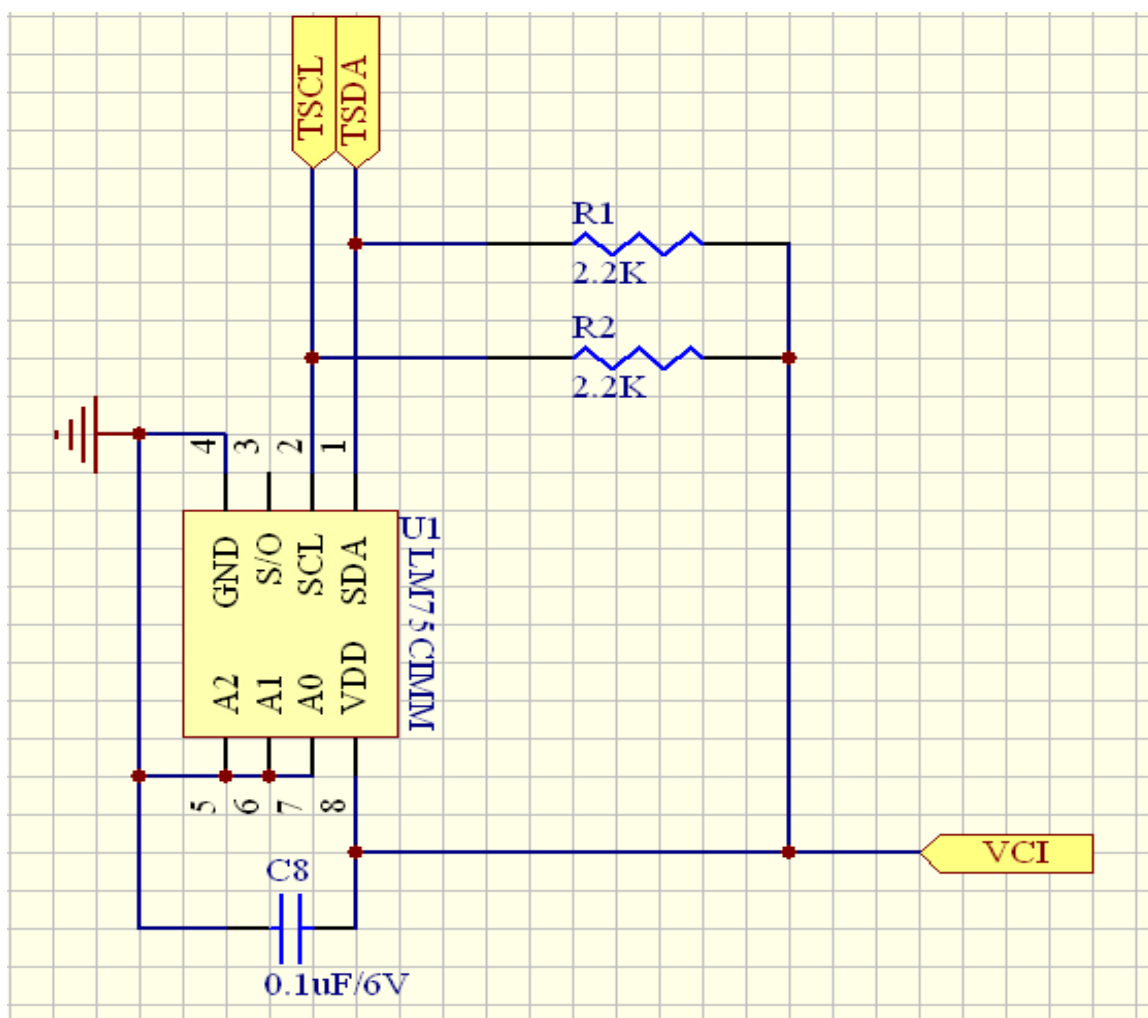 TSCL
TSDA
R1
2.2K
R2
2.2K
4
3
2
1
U1
LM75CIMM
GND
S/O
SCL
SDA
A2
A1
A0
VDD
5
6
7
8
VCI
C8
0.1uF/6V